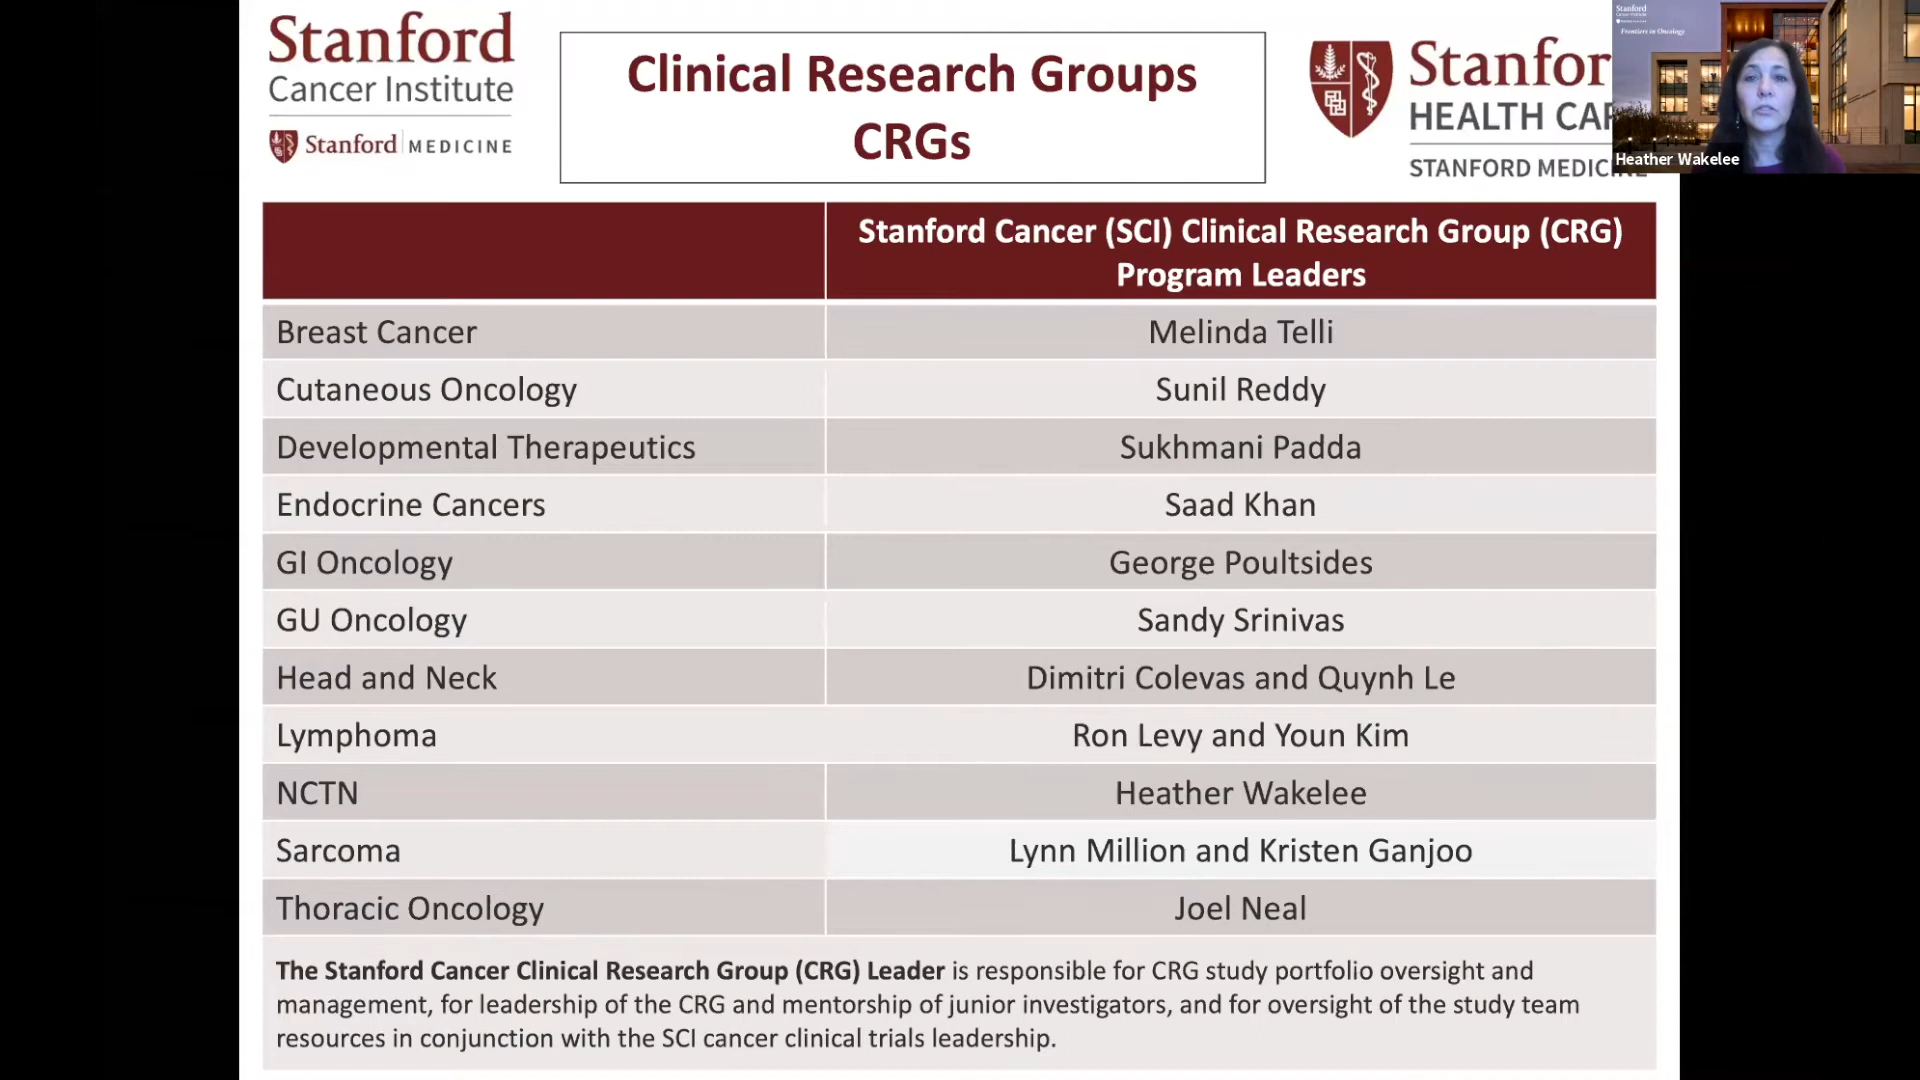 Stanford
Cancer Institute
Stanford MEDICINE
Clinical Research Groups
CRGs
Stanfor
HEALTH CAR
STANFORD MEDICINE
Stanford
Frontiers in Oncology
Heather Wakelee
Stanford Cancer (SCI) Clinical Research Group (CRG)
Program Leaders
Breast Cancer Melinda Telli
Cutaneous Oncology Sunil Reddy
Developmental Therapeutics Sukhmani Padda
Endocrine Cancers Saad Khan
GI Oncology George Poultsides
GU Oncology Sandy Srinivas
Head and Neck Dimitri Colevas and Quynh Le
Lymphoma Ron Levy and Youn Kim
NCTN Heather Wakelee
Sarcoma Lynn Million and Kristen Ganjoo
Thoracic Oncology Joel Neal
The Stanford Cancer Clinical Research Group (CRG) Leader is responsible for CRG study portfolio oversight and
management, for leadership of the CRG and mentorship of junior investigators, and for oversight of the study team
resources in conjunction with the SCI cancer clinical trials leadership.